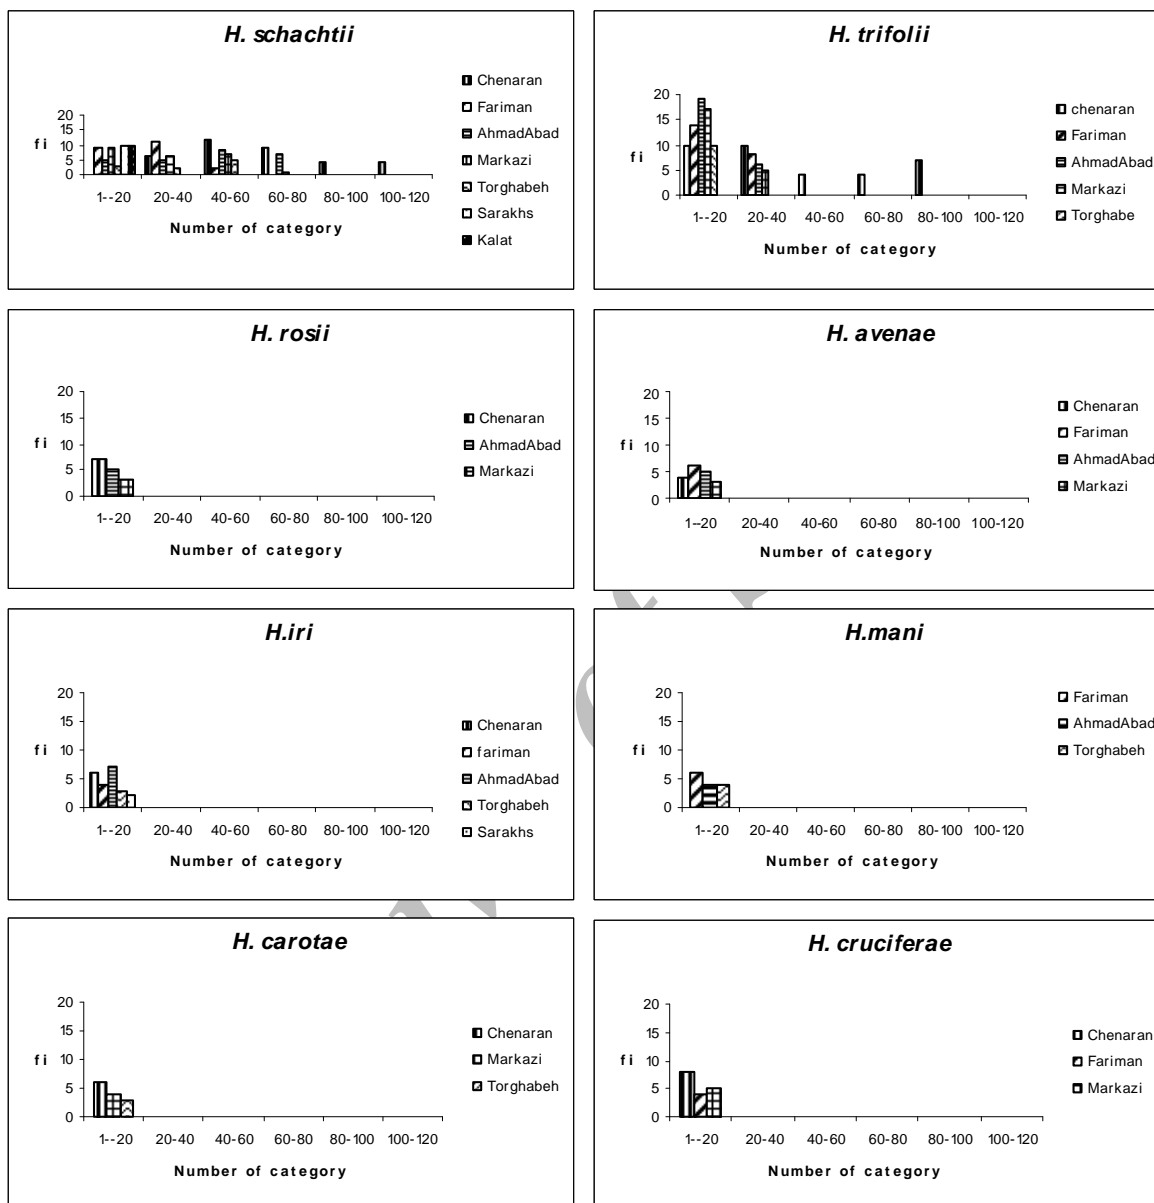 H. schachtii
20
15
10
5
0
fi
1--20 20-40 40-60 60-80 80-100 100-120
Number of category
Chenaran
Fariman
AhmadAbad
Markazi
Torghabeh
Sarakhs
Kalat
H. trifolii
20
15
10
5
0
fi
1--20 20-40 40-60 60-80 80-100 100-120
Number of category
chenaran
Fariman
AhmadAbad
Markazi
Torghabe
H. rosii
20
15
10
5
0
fi
1--20 20-40 40-60 60-80 80-100 100-120
Number of category
Chenaran
AhmadAbad
Markazi
H. avenae
20
15
10
5
0
fi
1--20 20-40 40-60 60-80 80-100 100-120
Number of category
Chenaran
Fariman
AhmadAbad
Markazi
H.iri
20
15
10
5
0
fi
1--20 20-40 40-60 60-80 80-100 100-120
Number of category
Chenaran
fariman
AhmadAbad
Torghabeh
Sarakhs
H.mani
20
15
10
5
0
fi
1--20 20-40 40-60 60-80 80-100 100-120
Number of category
Fariman
AhmadAbad
Torghabeh
H. carotae
20
15
10
5
0
fi
1--20 20-40 40-60 60-80 80-100 100-120
Number of category
Chenaran
Markazi
Torghabeh
H. cruciferae
20
15
10
5
0
fi
1--20 20-40 40-60 60-80 80-100 100-120
Number of category
Chenaran
Fariman
Markazi